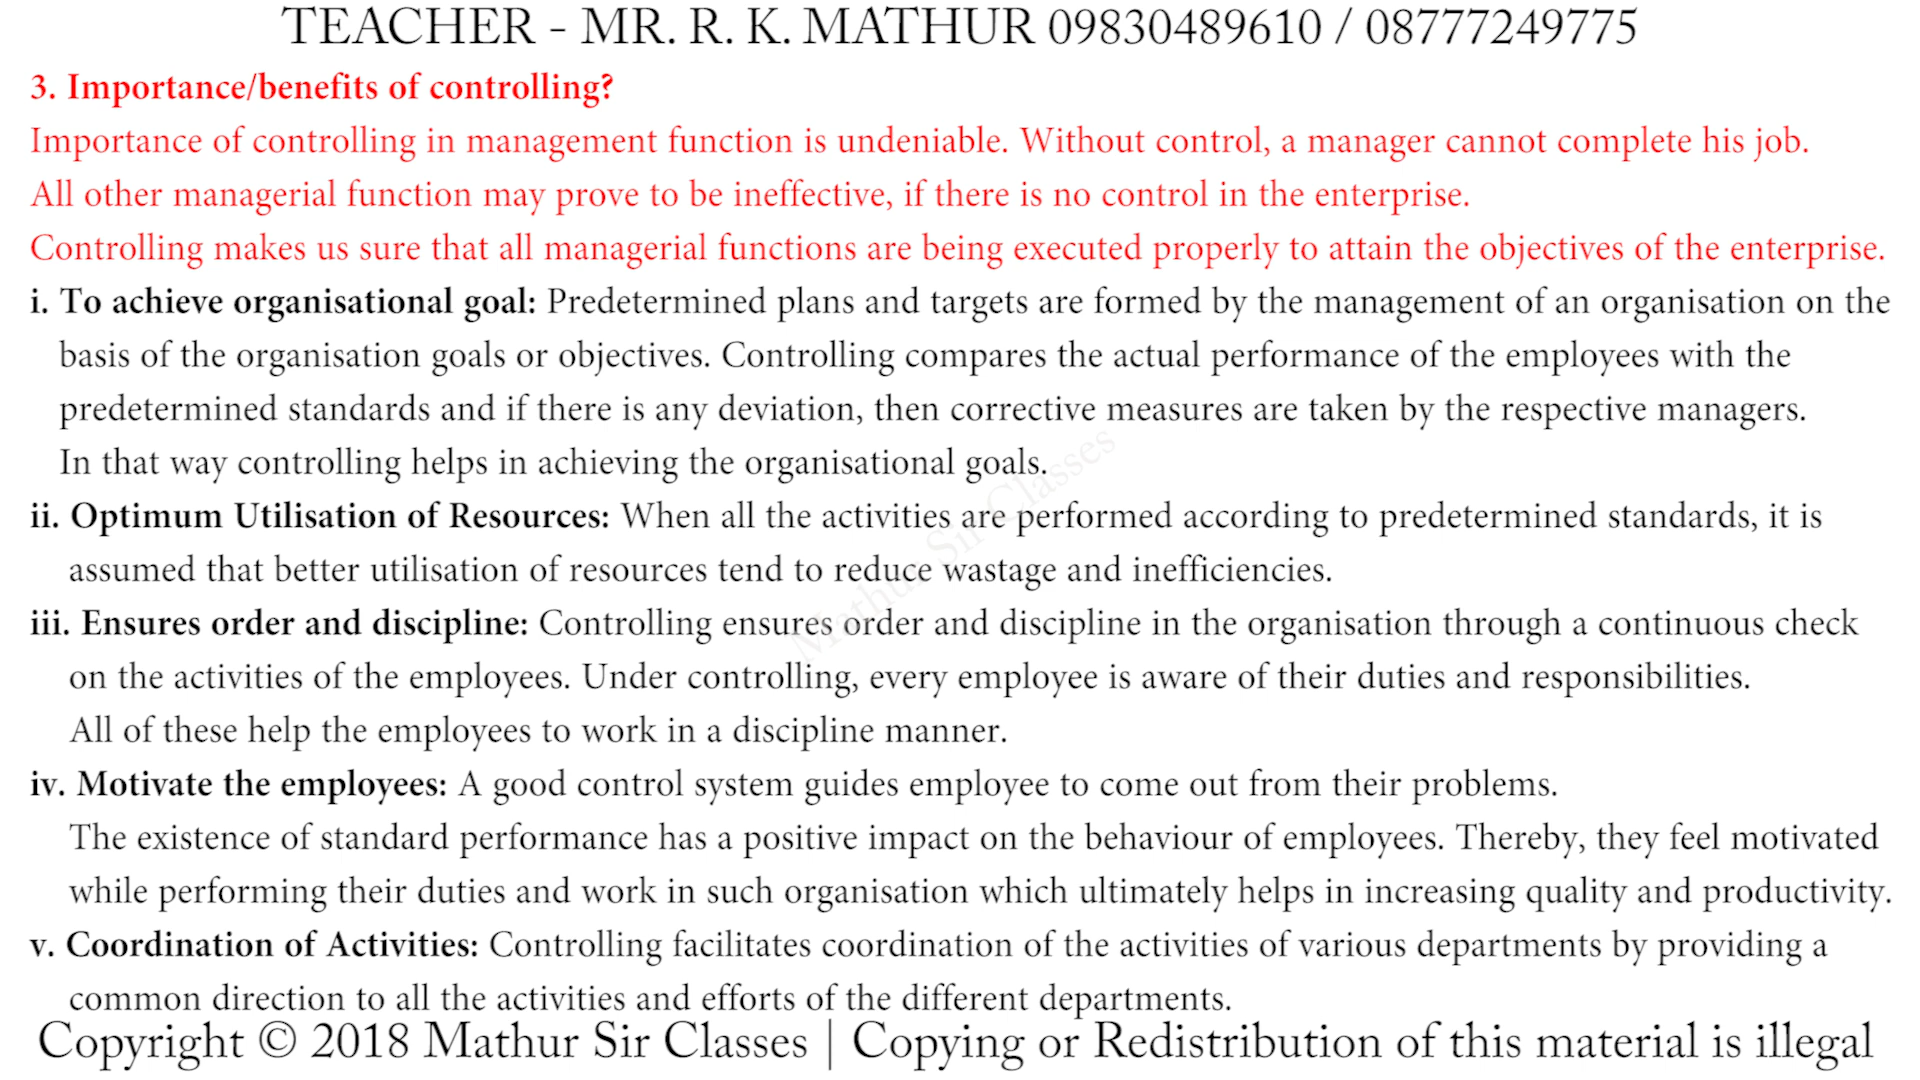 TEACHER - MR. R. K. MATHUR 09830489610 / 08777249775
3. Importance/benefits of controlling?
Importance of controlling in management function is undeniable. Without control, a manager cannot complete his job.
All other managerial function may prove to be ineffective, if there is no control in the enterprise.
Controlling makes us sure that all managerial functions are being executed properly to attain the objectives of the enterprise.
i. To achieve organisational goal: Predetermined plans and targets are formed by the management of an organisation on the
basis of the organisation goals or objectives. Controlling compares the actual performance of the employees with the
predetermined standards and if there is any deviation, then corrective measures are taken by the respective managers.
In that way controlling helps in achieving the organisational goals.
ii. Optimum Utilisation of Resources: When all the activities are performed according to predetermined standards, it is
assumed that better utilisation of resources tend to reduce wastage and inefficiencies.
iii. Ensures order and discipline: Controlling ensures order and discipline in the organisation through a continuous check
on the activities of the employees. Under controlling, every employee is aware of their duties and responsibilities.
All of these help the employees to work in a discipline manner.
iv. Motivate the employees: A good control system guides employee to come out from their problems.
The existence of standard performance has a positive impact on the behaviour of employees. Thereby, they feel motivated
while performing their duties and work in such organisation which ultimately helps in increasing quality and productivity.
v. Coordination of Activities: Controlling facilitates coordination of the activities of various departments by providing a
common direction to all the activities and efforts of the different departments.
Copyright © 2018 Mathur Sir Classes | Copying or Redistribution of this material is illegal
Mathur Sir Classes